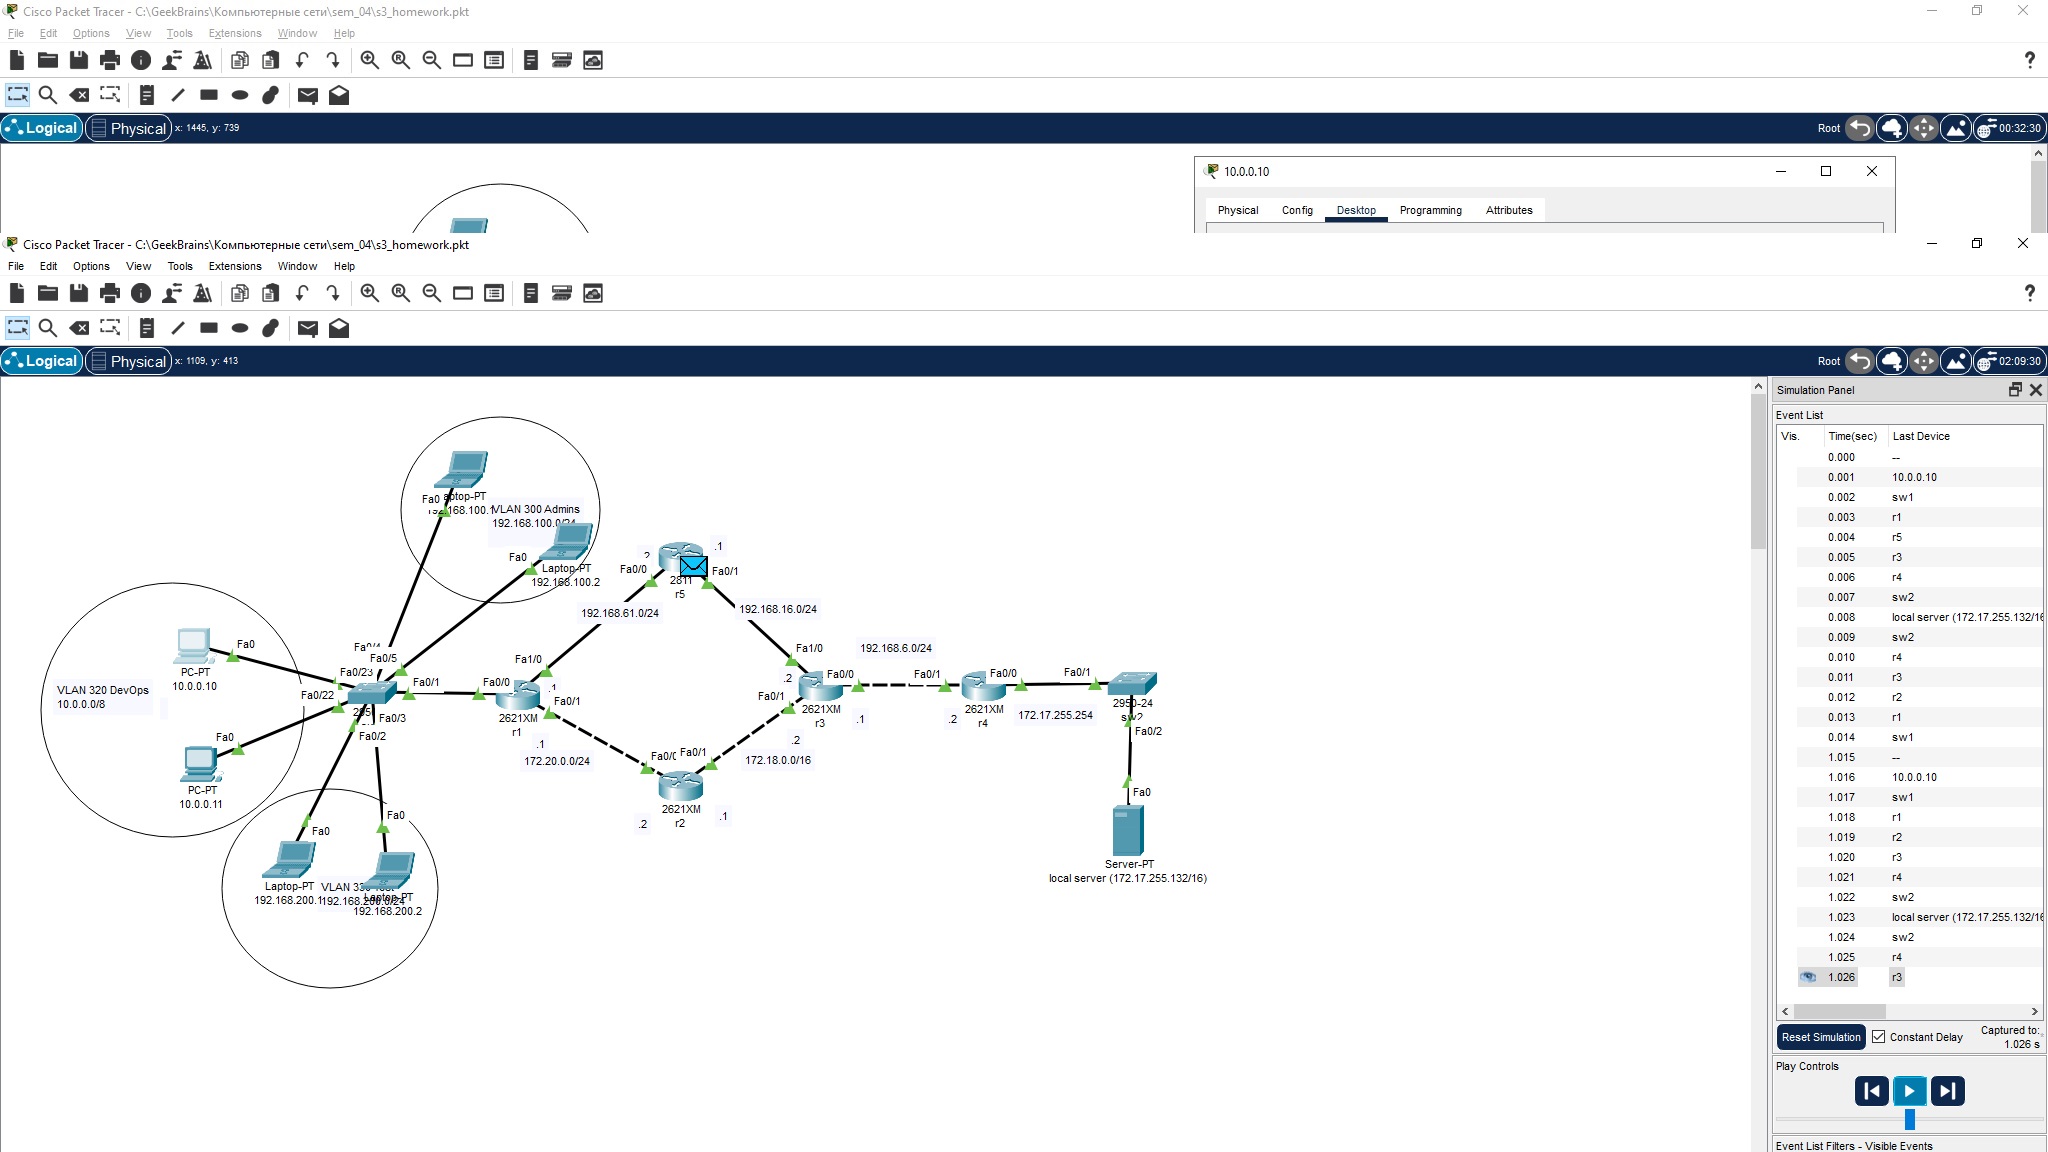 Cisco Packet Tracer - C:\GeekBrains\Компьютерные сети\sem_04\s3_homework.pkt
File Edit Options View Tools Extensions Window Help
Logical Physical x: 1445, y: 739
Root 00:32:30
10.0.0.10
Physical Config Desktop Programming Attributes
Cisco Packet Tracer - C:\GeekBrains\Компьютерные сети\sem_04\s3_homework.pkt
File Edit Options View Tools Extensions Window Help
Logical Physical x: 1109, y: 413
Root 02:09:30
Fa0
VLAN 300 Admins
192.168.100.0/24
Fa0
Laptop-PT
192.168.100.2
.1
Fa0/0
Fa0/1
2811
r5
192.168.61.0/24
192.168.16.0/24
Fa0
PC-PT
10.0.0.10
VLAN 320 DevOps
10.0.0.0/8
Fa0
PC-PT
10.0.0.11
Fa0/4
Fa0/5
Fa0/23
Fa0/22
Fa0/1
Fa0/3
Fa0/2
Fa1/0
Fa0/0
.1
Fa0/1
2621XM
r1
.1
172.20.0.0/24
Fa0/1
2621XM
r2
.2
.1
172.18.0.0/16
Fa1/0
.2
Fa0/0
Fa0/1
2621XM
r3
.1
.2
192.168.6.0/24
Fa0/1
Fa0/0
.2
2621XM
r4
172.17.255.254
Fa0/1
2950-24
sw2
Fa0/2
Fa0
Server-PT
local server (172.17.255.132/16)
Fa0
Fa0
Laptop-PT
192.168.200.1
192.168.200.0/24
192.168.200.2
Simulation Panel
Event List
Vis. Time(sec) Last Device
0.000 --
0.001 10.0.0.10
0.002 sw1
0.003 r1
0.004 r5
0.005 r3
0.006 r4
0.007 sw2
0.008 local server (172.17.255.132/16
0.009 sw2
0.010 r4
0.011 r3
0.012 r2
0.013 r1
0.014 sw1
1.015 --
1.016 10.0.0.10
1.017 sw1
1.018 r1
1.019 r2
1.020 r3
1.021 r4
1.022 sw2
1.023 local server (172.17.255.132/16
1.024 sw2
1.025 r4
1.026 r3
Reset Simulation Constant Delay Captured to:
1.026 s
Play Controls
Event List Filters - Visible Events